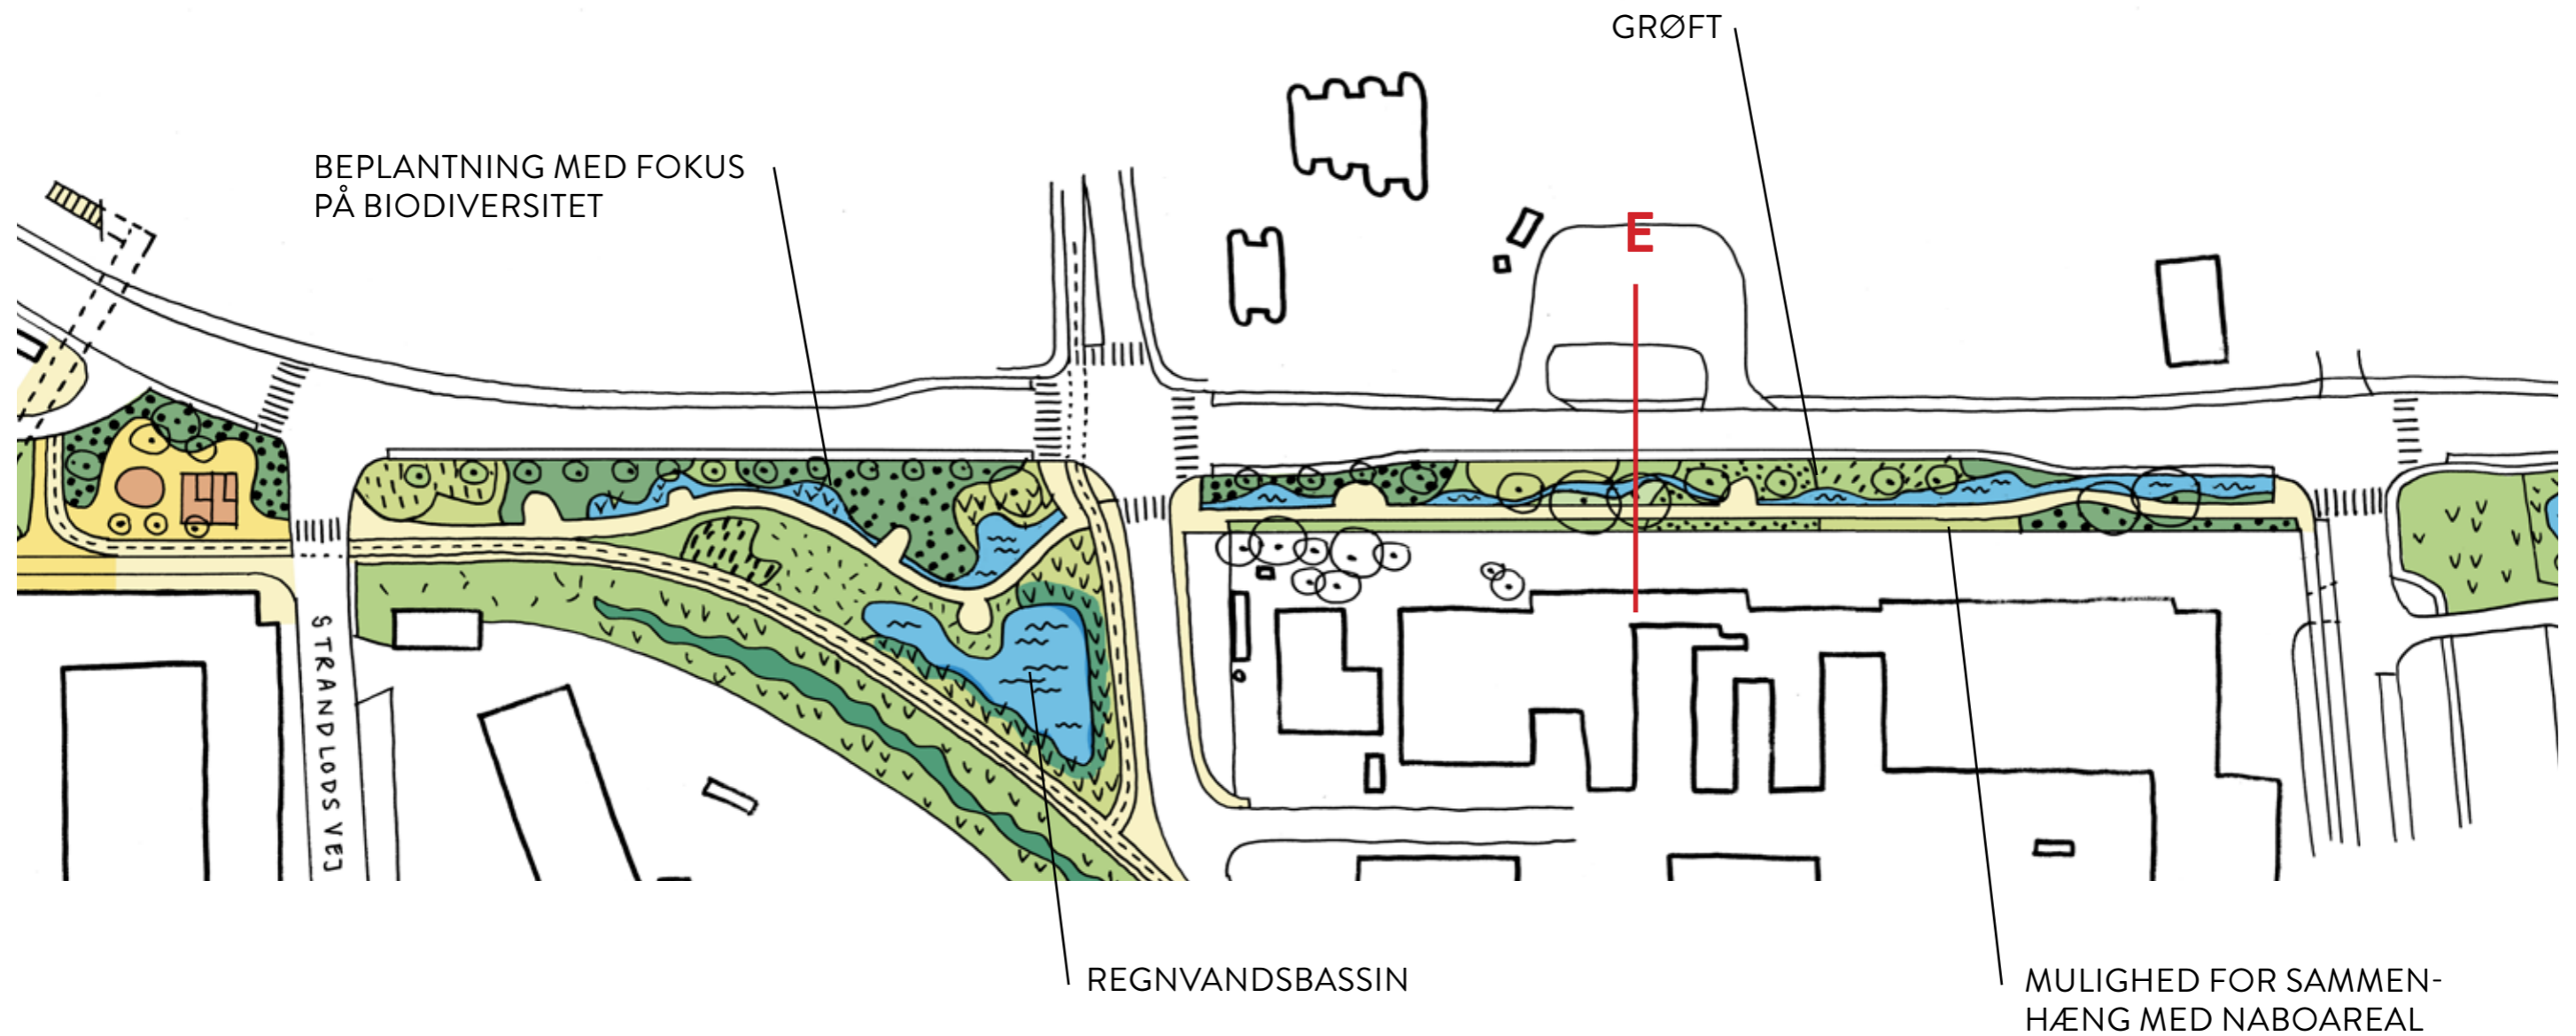 GRØFT
BEPLANTNING MED FOKUS
PÅ BIODIVERSITET
E
STRANDLODSVEJ
REGNVANDSBASSIN
MULIGHED FOR SAMMEN-
HÆNG MED NABOAREAL